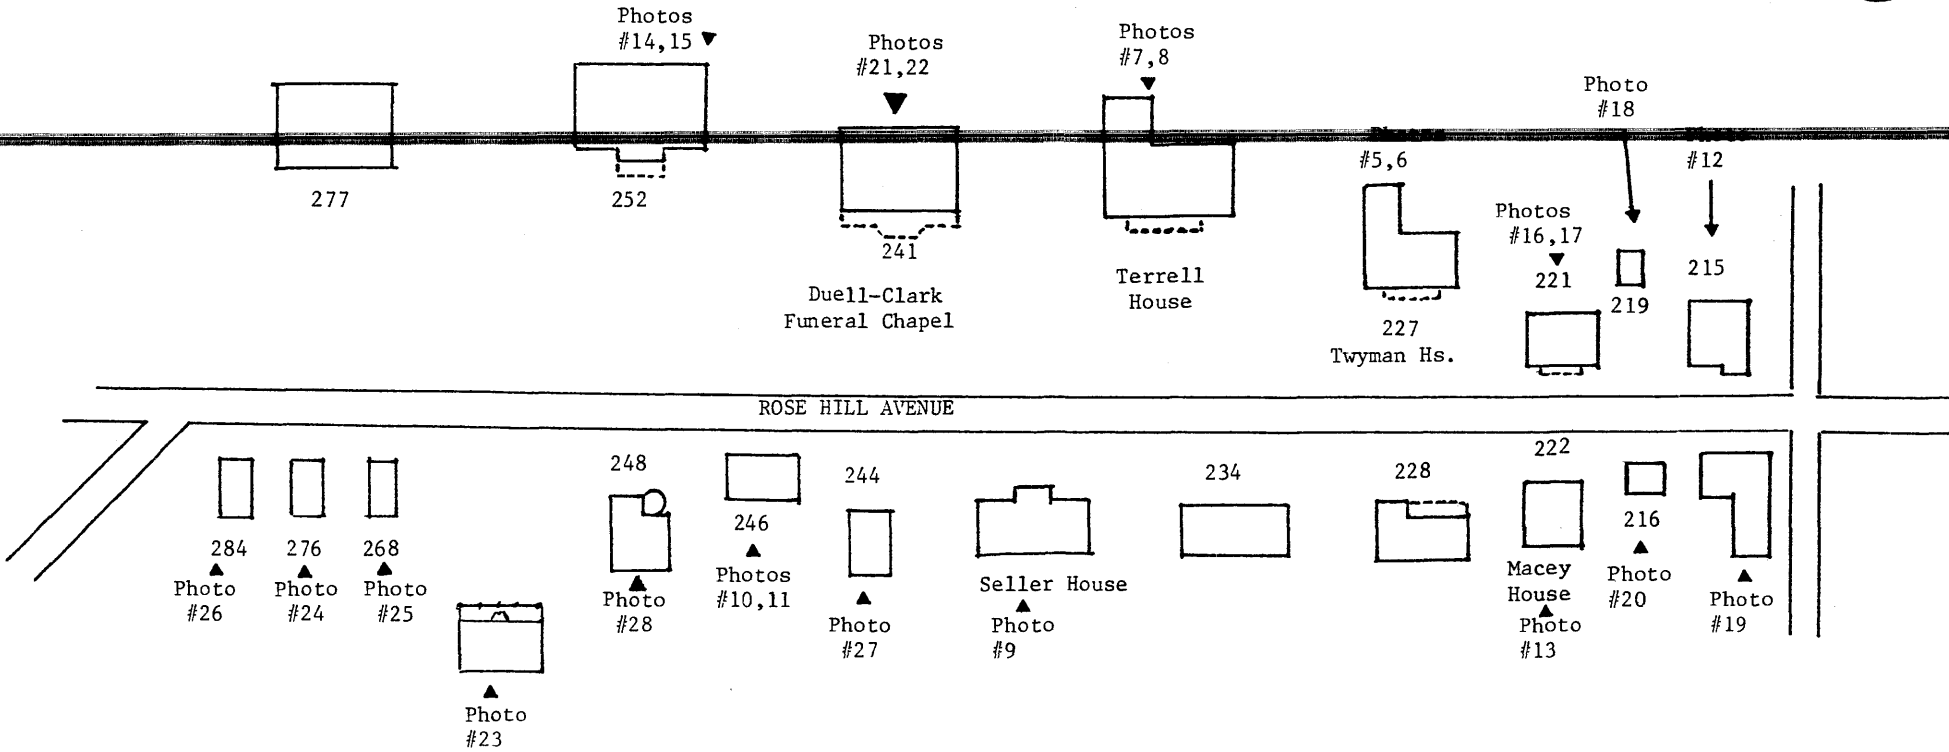 Photos
#14,15
Photos
#21,22
Photos
#7,8
Photo
#18
#5,6
#12
277
252
241
Duell-Clark
Funeral Chapel
Terrell
House
227
Twyman Hs.
Photos
#16,17
221
219
215
ROSE HILL AVENUE
284
Photo
#26
276
Photo
#24
268
Photo
#25
Photo
#23
248
Photo
#28
246
Photos
#10,11
244
Photo
#27
Seller House
Photo
#9
234
228
222
Macey
House
Photo
#13
216
Photo
#20
Photo
#19